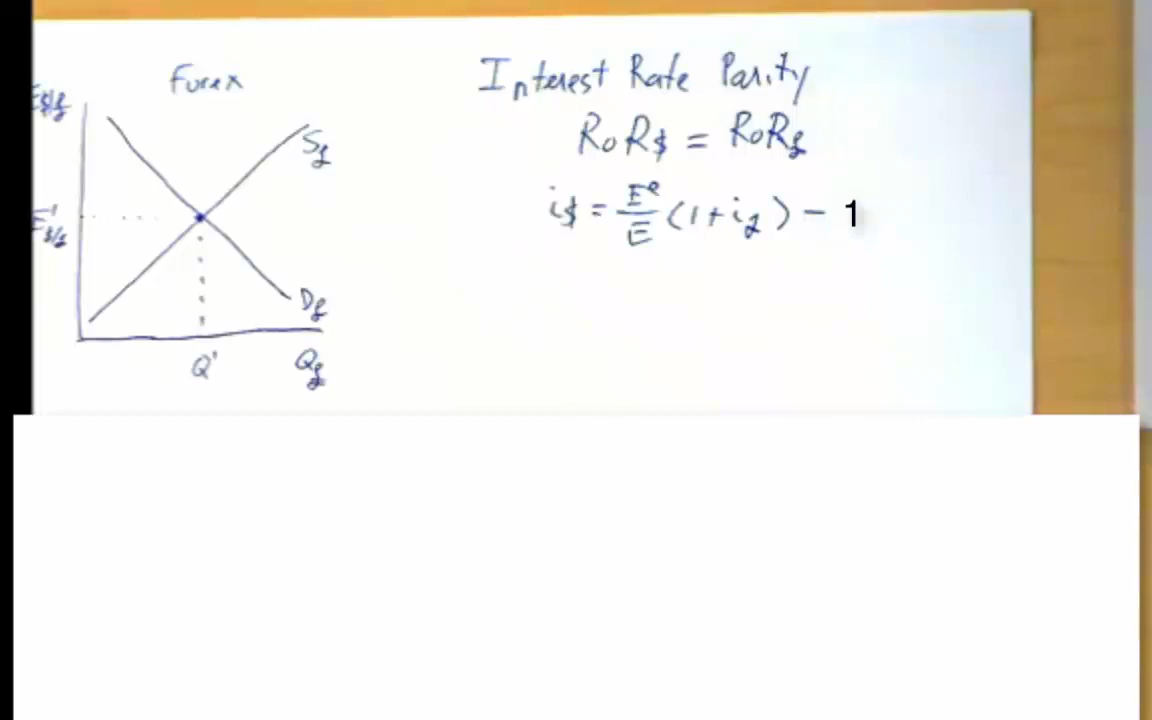 Forex
E$/£
S£
E'$/£
D£
Q'
Q£
Interest Rate Parity
RoR$ = RoR£
i$ = Eᵉ/E (1+i£) - 1